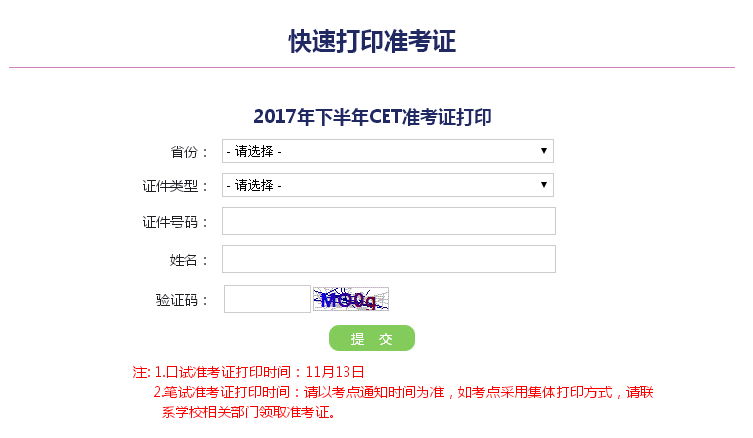 快速打印准考证
2017年下半年CET准考证打印
省份：
- 请选择 -
证件类型：
- 请选择 -
证件号码：
姓名：
验证码：
提 交
注: 1.口试准考证打印时间：11月13日
2.笔试准考证打印时间：请以考点通知时间为准，如考点采用集体打印方式，请联
系学校相关部门领取准考证。